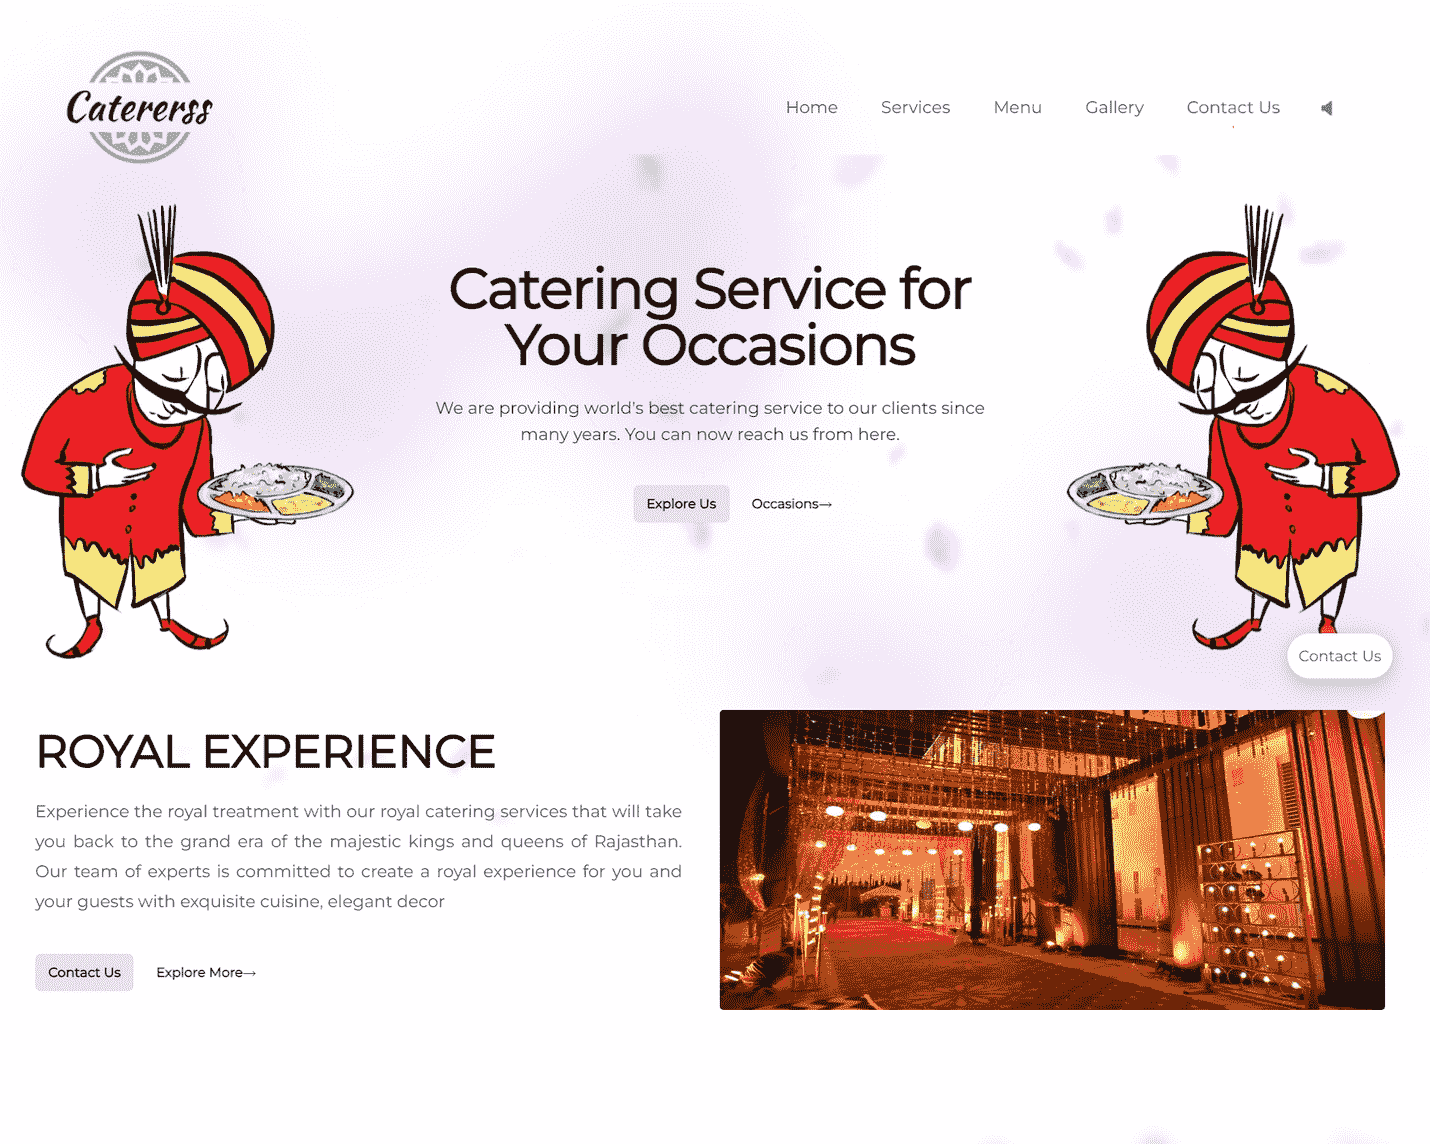 Catererss
Home
Services
Menu
Gallery
Contact Us
Catering Service for
Your Occasions
We are providing world's best catering service to our clients since
many years. You can now reach us from here.
Explore Us
Occasions→
Contact Us
ROYAL EXPERIENCE
Experience the royal treatment with our royal catering services that will take
you back to the grand era of the majestic kings and queens of Rajasthan.
Our team of experts is committed to create a royal experience for you and
your guests with exquisite cuisine, elegant decor
Contact Us
Explore More→